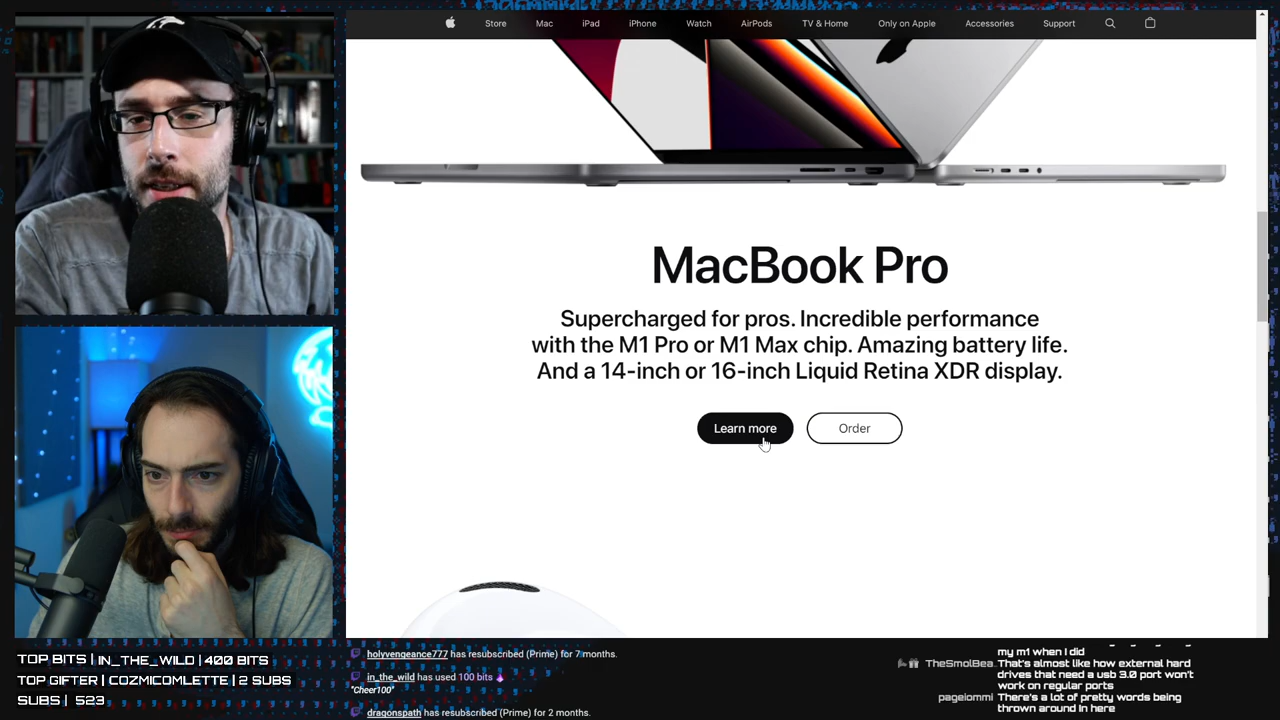 Store Mac iPad iPhone Watch AirPods TV & Home Only on Apple Accessories Support
MacBook Pro
Supercharged for pros. Incredible performance
with the M1 Pro or M1 Max chip. Amazing battery life.
And a 14-inch or 16-inch Liquid Retina XDR display.
Learn more Order
TOP BITS | IN_THE_WILD | 400 BITS
TOP GIFTER | COZMICOMLETTE | 2 SUBS
SUBS | 523
holyvengeance777 has resubscribed (Prime) for 7 months.
in_the_wild has used 100 bits
"Cheer100"
dragonspath has resubscribed (Prime) for 2 months.
my m1 when I did
TheSmolBea.. That's almost like how external hard
drives that need a usb 3.0 port won't
work on regular ports
pageiommi There's a lot of pretty words being
thrown around in here